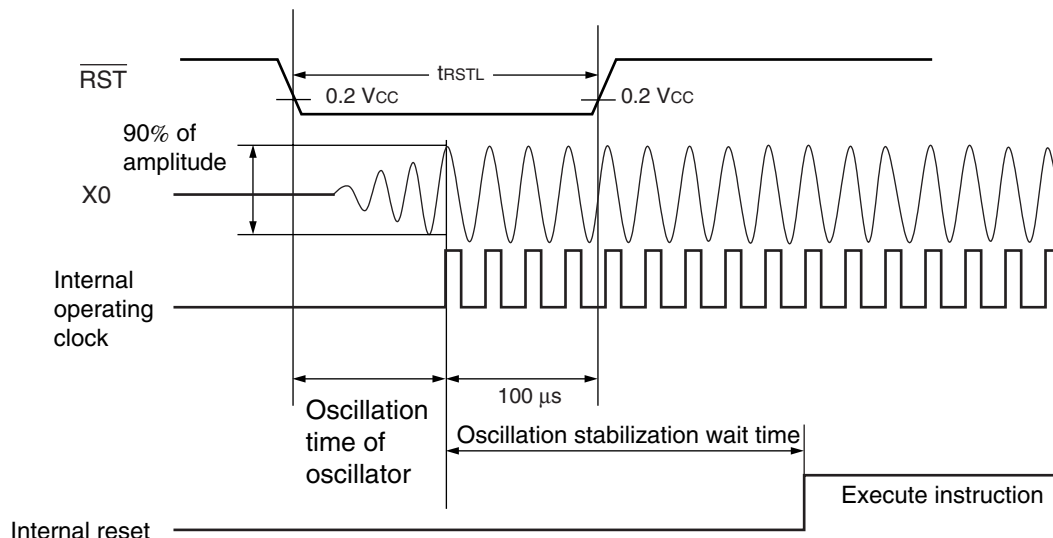 RST
tRSTL
0.2 VCC
0.2 VCC
90% of
amplitude
X0
Internal
operating
clock
100 μs
Oscillation
time of
oscillator
Oscillation stabilization wait time
Execute instruction
Internal reset